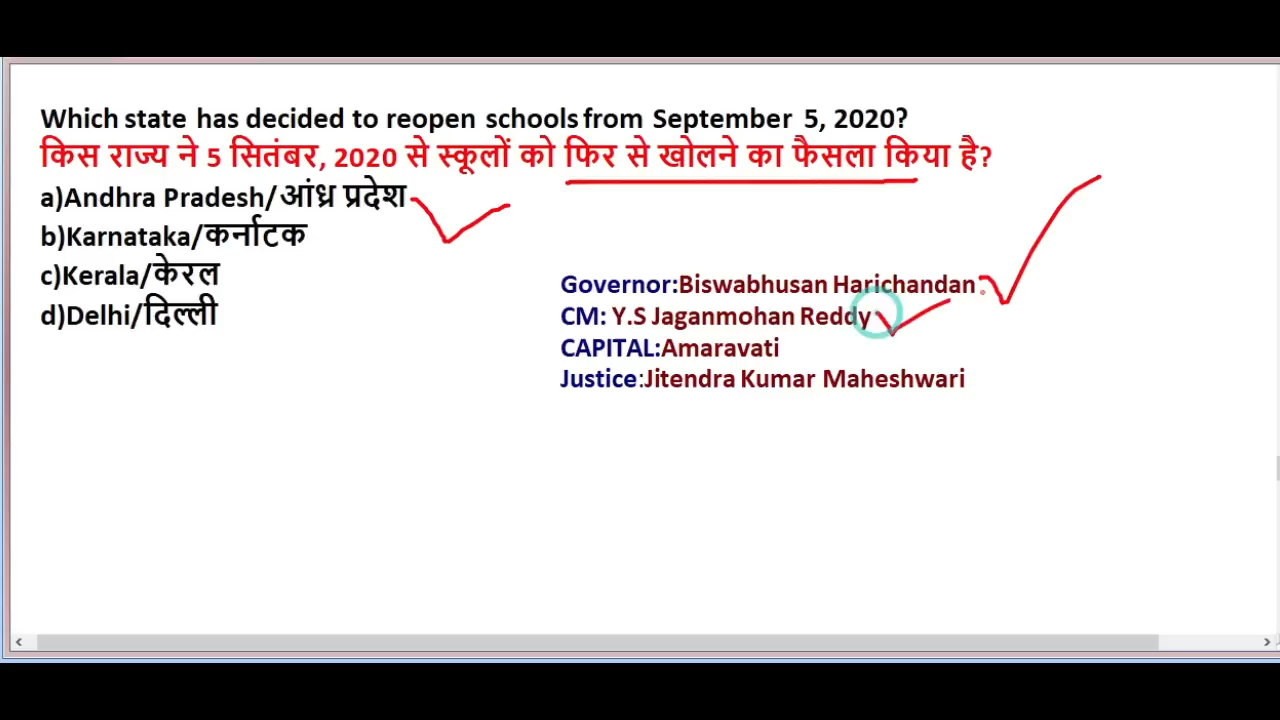 Which state has decided to reopen schools from September 5, 2020?
किस राज्य ने 5 सितंबर, 2020 से स्कूलों को फिर से खोलने का फैसला किया है?
a)Andhra Pradesh/आंध्र प्रदेश
b)Karnataka/कर्नाटक
c)Kerala/केरल
d)Delhi/दिल्ली
Governor:Biswabhusan Harichandan
CM: Y.S Jaganmohan Reddy
CAPITAL:Amaravati
Justice:Jitendra Kumar Maheshwari